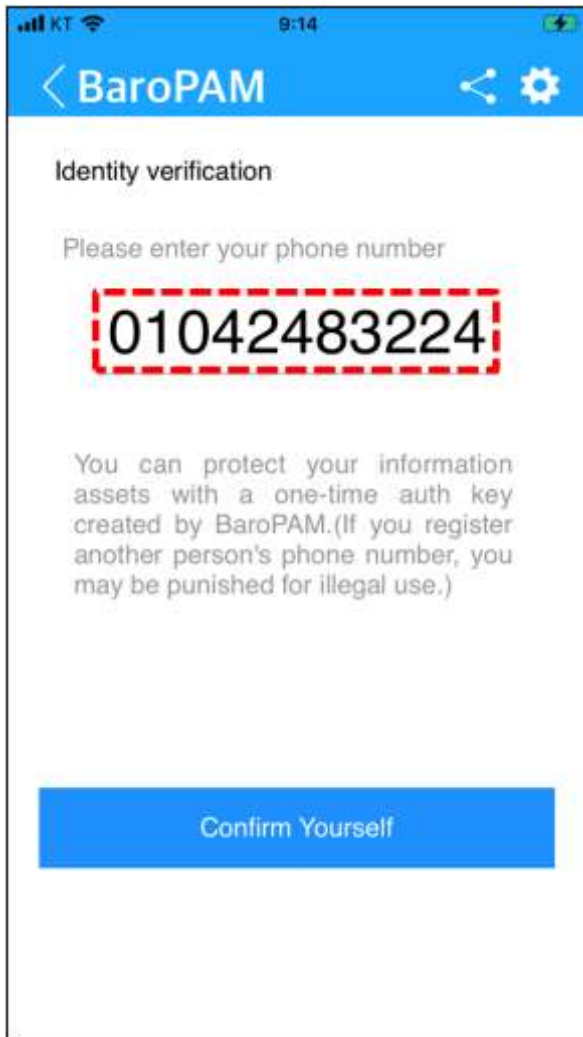 KT 9:14
BaroPAM
Identity verification
Please enter your phone number
01042483224
You can protect your information
assets with a one-time auth key
created by BaroPAM.(If you register
another person's phone number, you
may be punished for illegal use.)
Confirm Yourself